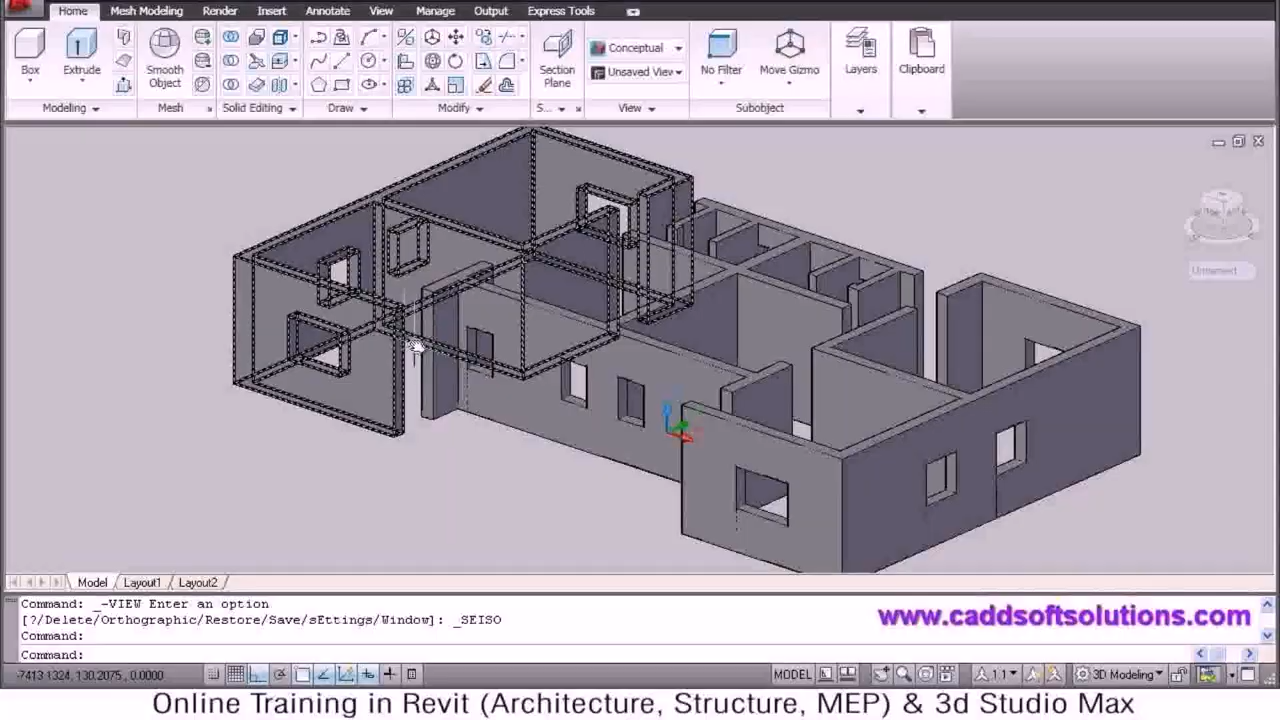 Home Mesh Modeling Render Insert Annotate View Manage Output Express Tools
Box Extrude Smooth Object Section Plane Conceptual Unsaved View No Filter Move Gizmo Layers Clipboard
Modeling Mesh Solid Editing Draw Modify S... View Subobject
Unnamed
Model Layout1 Layout2
Command: _-VIEW Enter an option
[?/Delete/Orthographic/Restore/Save/sEttings/Window]: _SEISO
Command:
Command:
www.caddsoftsolutions.com
-7413.1324, 130.2075, 0.0000 MODEL 1:1 3D Modeling
Online Training in Revit (Architecture, Structure, MEP) & 3d Studio Max